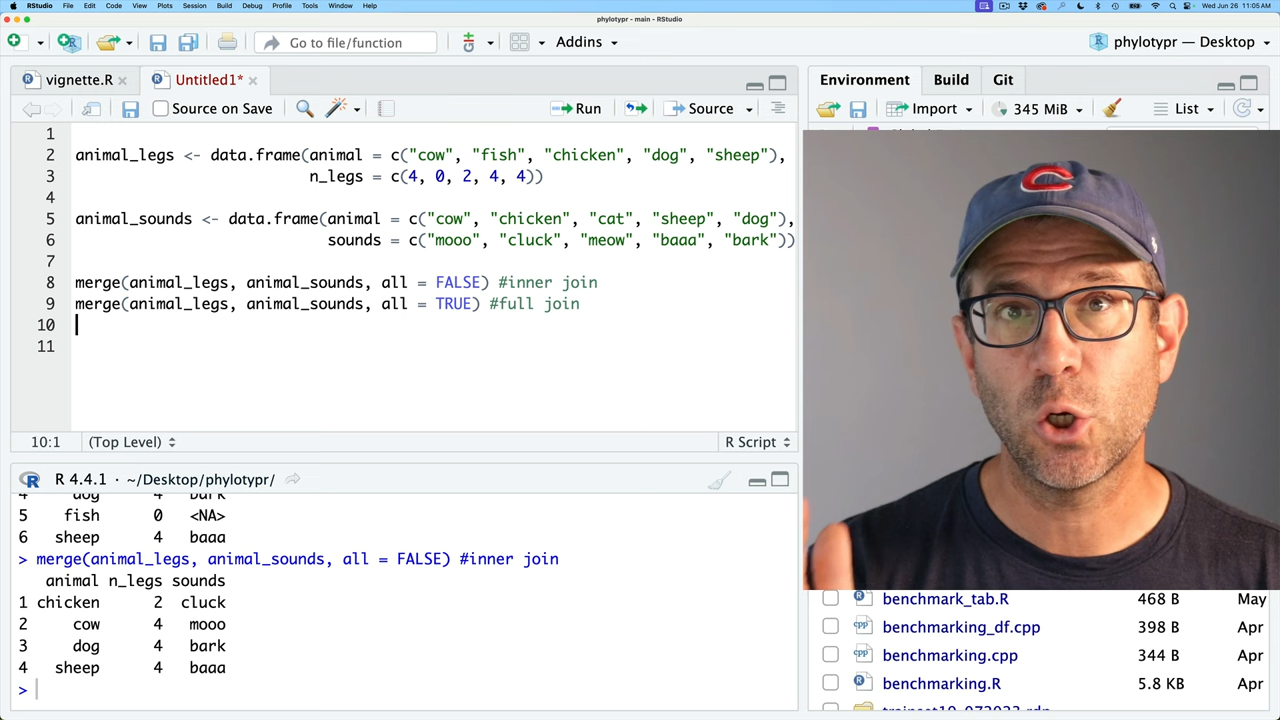 RStudio File Edit Code View Plots Session Build Debug Profile Tools Window Help Wed Jun 26 11:05 AM
phylotypr - main - RStudio
Go to file/function Addins phylotypr — Desktop
vignette.R Untitled1* Environment Build Git
Source on Save Run Source Import 345 MiB List
1
2 animal_legs <- data.frame(animal = c("cow", "fish", "chicken", "dog", "sheep"),
3 n_legs = c(4, 0, 2, 4, 4))
4
5 animal_sounds <- data.frame(animal = c("cow", "chicken", "cat", "sheep", "dog"),
6 sounds = c("mooo", "cluck", "meow", "baaa", "bark"))
7
8 merge(animal_legs, animal_sounds, all = FALSE) #inner join
9 merge(animal_legs, animal_sounds, all = TRUE) #full join
10
11
10:1 (Top Level) R Script
R 4.4.1 · ~/Desktop/phylotypr/
4 dog 4 bark
5 fish 0 <NA>
6 sheep 4 baaa
> merge(animal_legs, animal_sounds, all = FALSE) #inner join
animal n_legs sounds
1 chicken 2 cluck
2 cow 4 mooo
3 dog 4 bark
4 sheep 4 baaa
>
C
benchmark_tab.R 468 B May
benchmarking_df.cpp 398 B Apr
benchmarking.cpp 344 B Apr
benchmarking.R 5.8 KB Apr